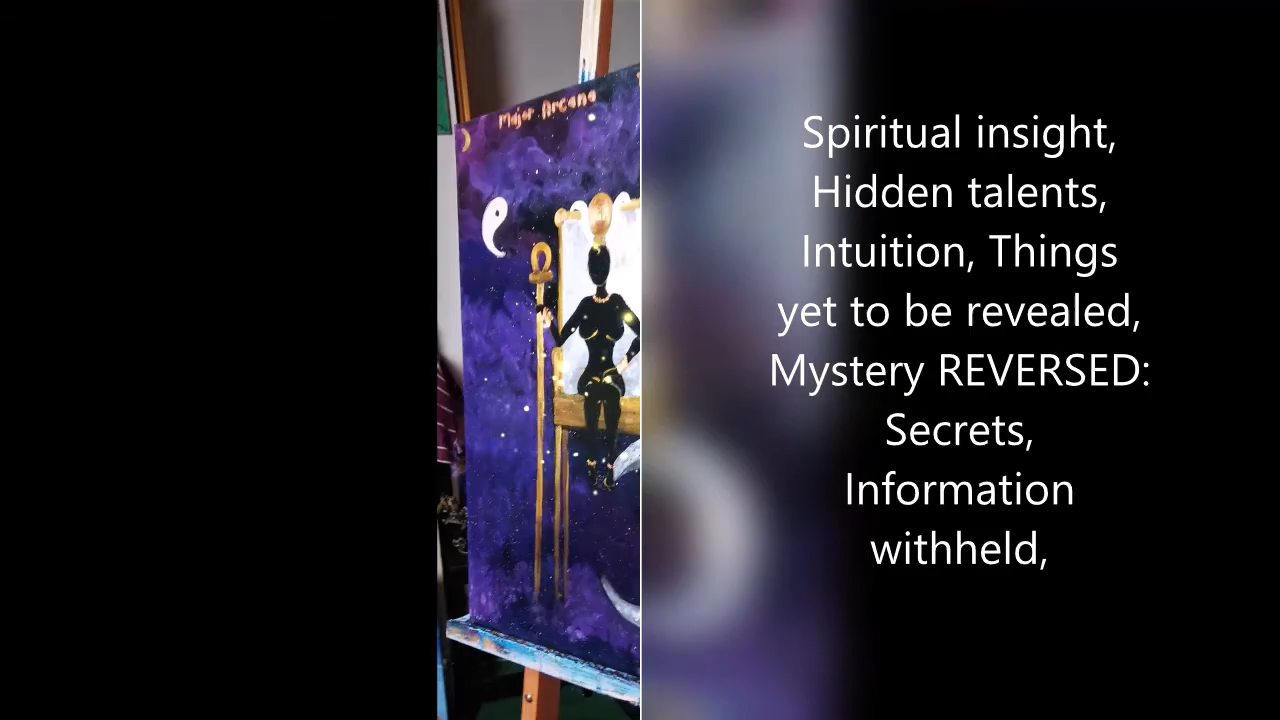 Major Arcana
Spiritual insight,
Hidden talents,
Intuition, Things
yet to be revealed,
Mystery REVERSED:
Secrets,
Information
withheld,